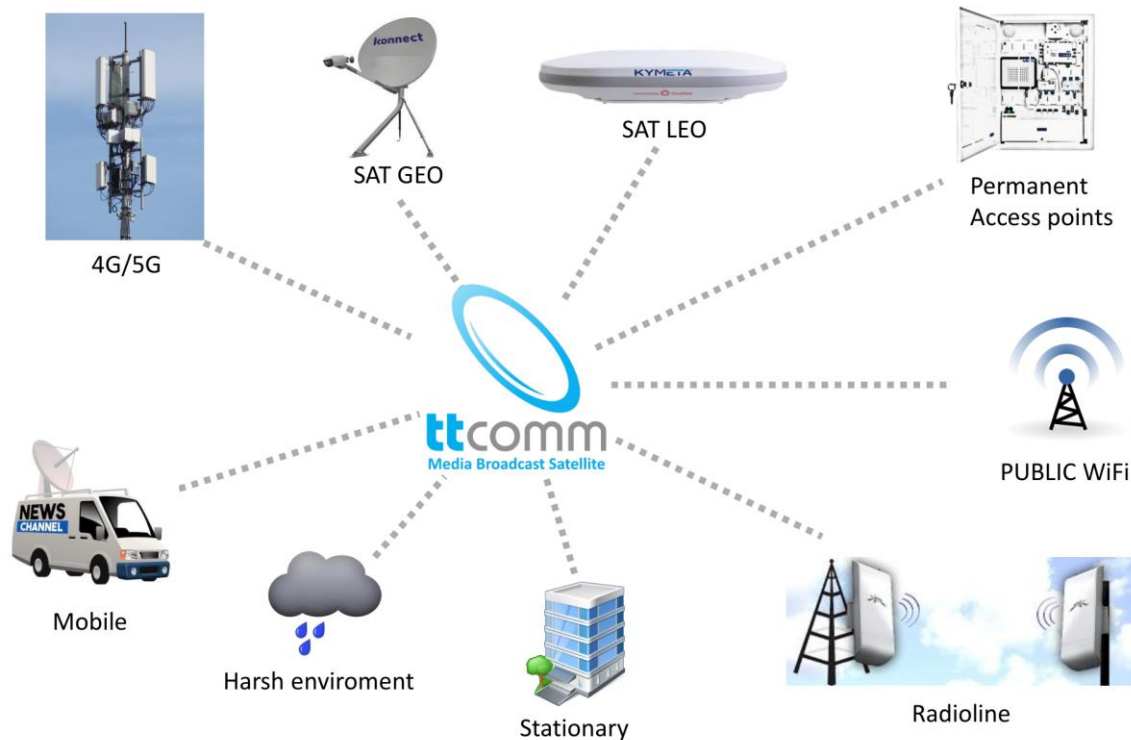 konnect
KYMETA
SAT LEO
SAT GEO
Permanent
Access points
4G/5G
ttcomm
Media Broadcast Satellite
PUBLIC WiFi
NEWS
CHANNEL
Mobile
Harsh enviroment
Stationary
Radioline